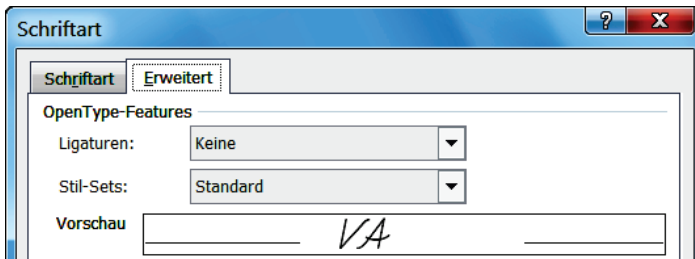 Schriftart
Schriftart Erweitert
OpenType-Features
Ligaturen: Keine
Stil-Sets: Standard
Vorschau VA